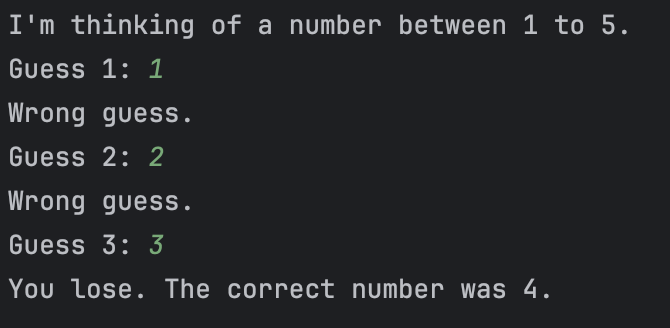 I'm thinking of a number between 1 to 5.
Guess 1: 1
Wrong guess.
Guess 2: 2
Wrong guess.
Guess 3: 3
You lose. The correct number was 4.